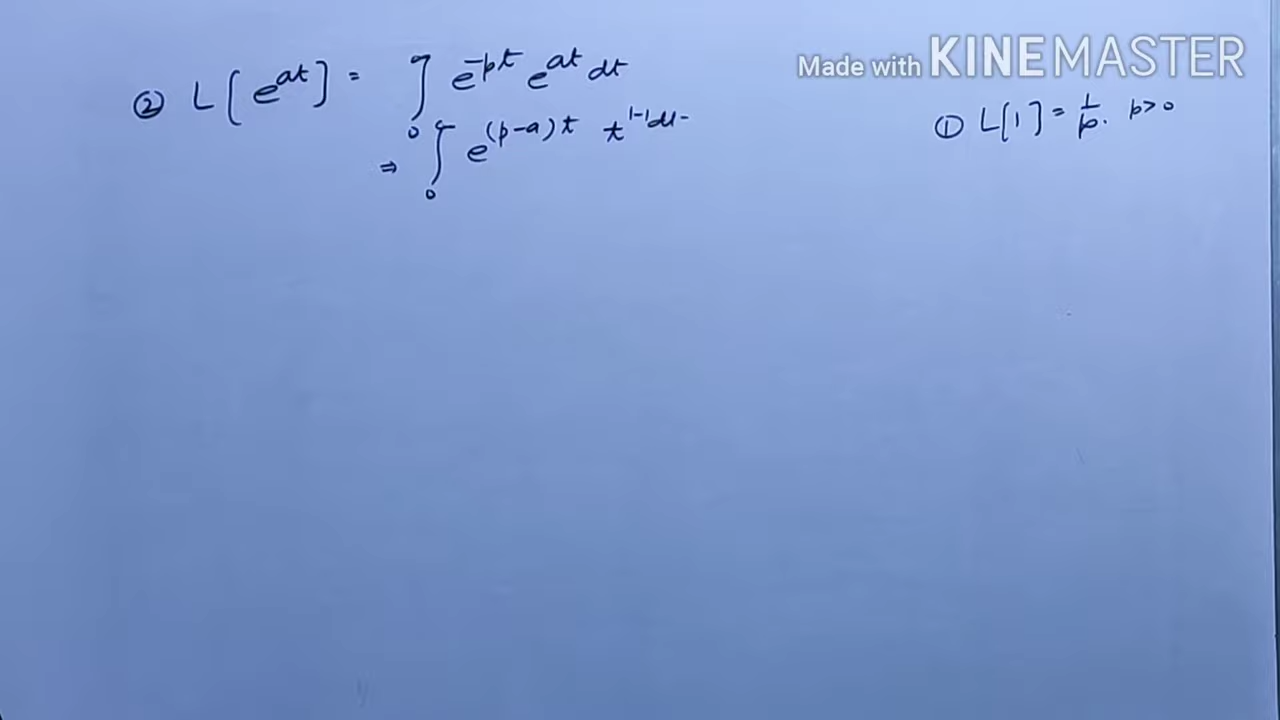 Made with KINEMASTER
② L[e^{at}] = ∫₀ e^{-pt} e^{at} dt
① L[1] = 1/p. p>0
⇒ ∫₀ e^{(p-a)t} t^{1-1} dt-